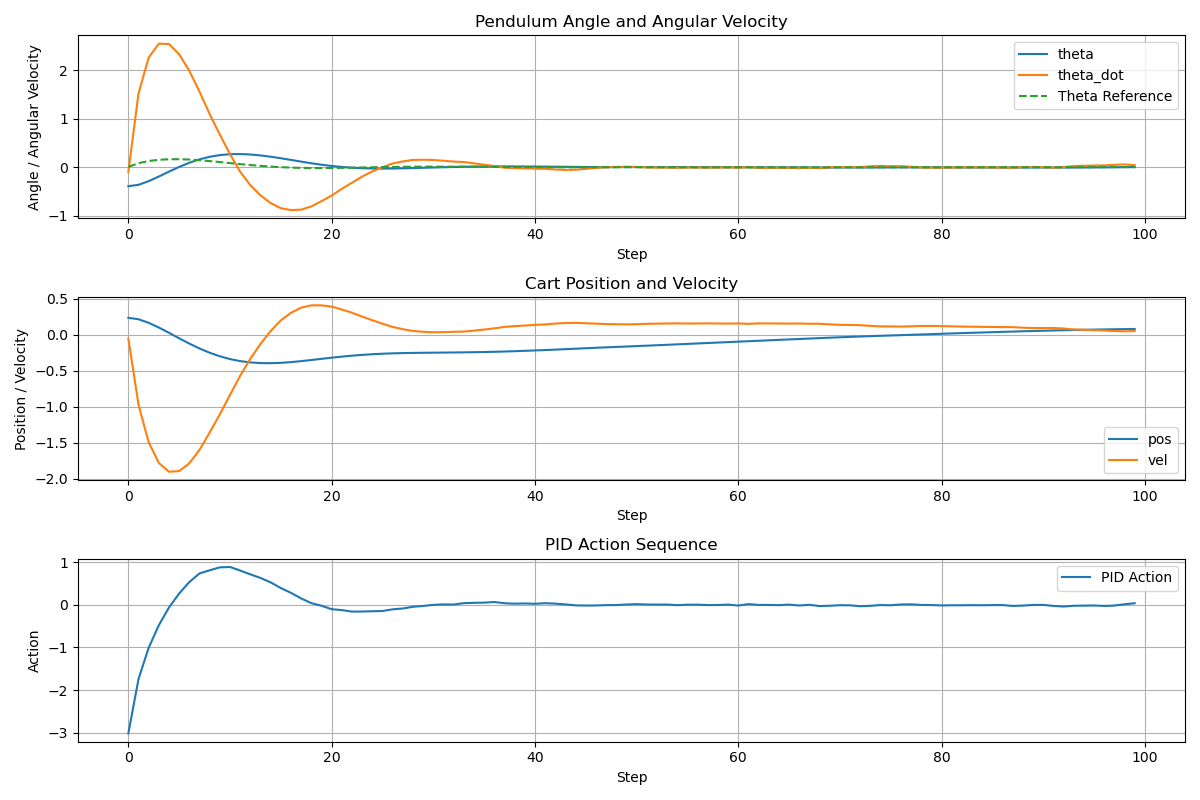 Pendulum Angle and Angular Velocity
Angle / Angular Velocity
2
1
0
−1
theta
theta_dot
Theta Reference
0 20 40 60 80 100
Step
Cart Position and Velocity
Position / Velocity
0.5
0.0
−0.5
−1.0
−1.5
−2.0
pos
vel
0 20 40 60 80 100
Step
PID Action Sequence
Action
1
0
−1
−2
−3
PID Action
0 20 40 60 80 100
Step